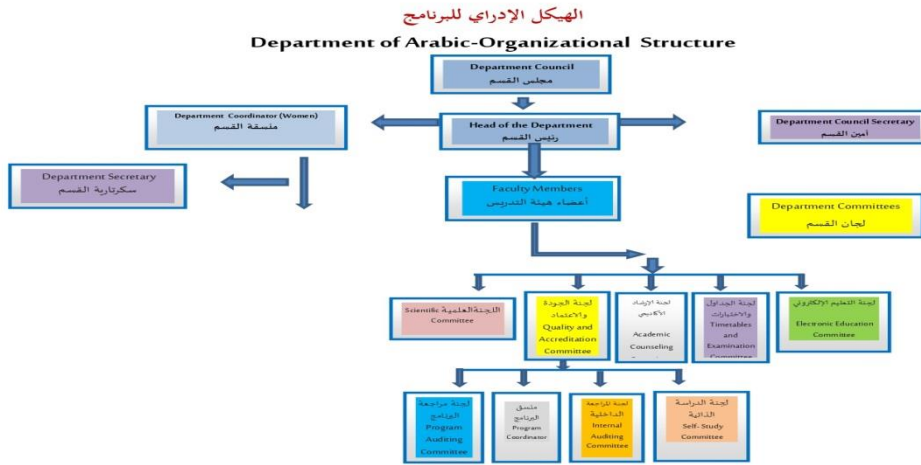 الهيكل الإدراي للبرنامج
Department of Arabic-Organizational Structure
Department Council
مجلس القسم
Department Coordinator (Women)
منسقة القسم
Head of the Department
رئيس القسم
Department Council Secretary
أمين القسم
Department Secretary
سكرتارية القسم
Faculty Members
أعضاء هيئة التدريس
Department Committees
لجان القسم
اللجنة العلمية Scientific
Committee
لجنة الجودة
والاعتماد
Quality and
Accreditation
Committee
لجنة الإرشاد
الأكاديمي
Academic
Counseling
لجنة الجداول
والاختبارات
Timetables
and
Examination
Committee
لجنة التعليم الإلكتروني
Electronic Education
Committee
لجنة مراجعة
البرنامج
Program
Auditing
Committee
منسق
البرنامج
Program
Coordinator
لجنة المراجعة
الداخلية
Internal
Auditing
Committee
لجنة الدراسة
الذاتية
Self-Study
Committee